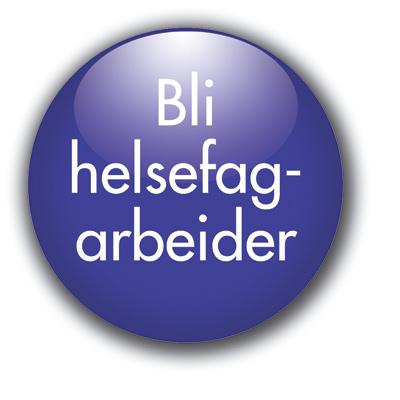 Bli
helsefag-
arbeider